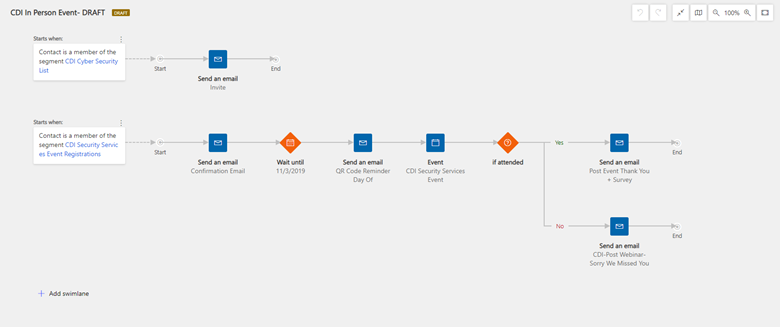 CDI In Person Event- DRAFT
DRAFT
100%
Starts when:
Contact is a member of the
segment CDI Cyber Security
List
Start
Send an email
Invite
End
Starts when:
Contact is a member of the
segment CDI Security Servic
es Event Registrations
Start
Send an email
Confirmation Email
Wait until
11/3/2019
Send an email
QR Code Reminder
Day Of
Event
CDI Security Services
Event
if attended
Yes
Send an email
Post Event Thank You
+ Survey
End
No
Send an email
CDI-Post Webinar-
Sorry We Missed You
End
+ Add swimlane